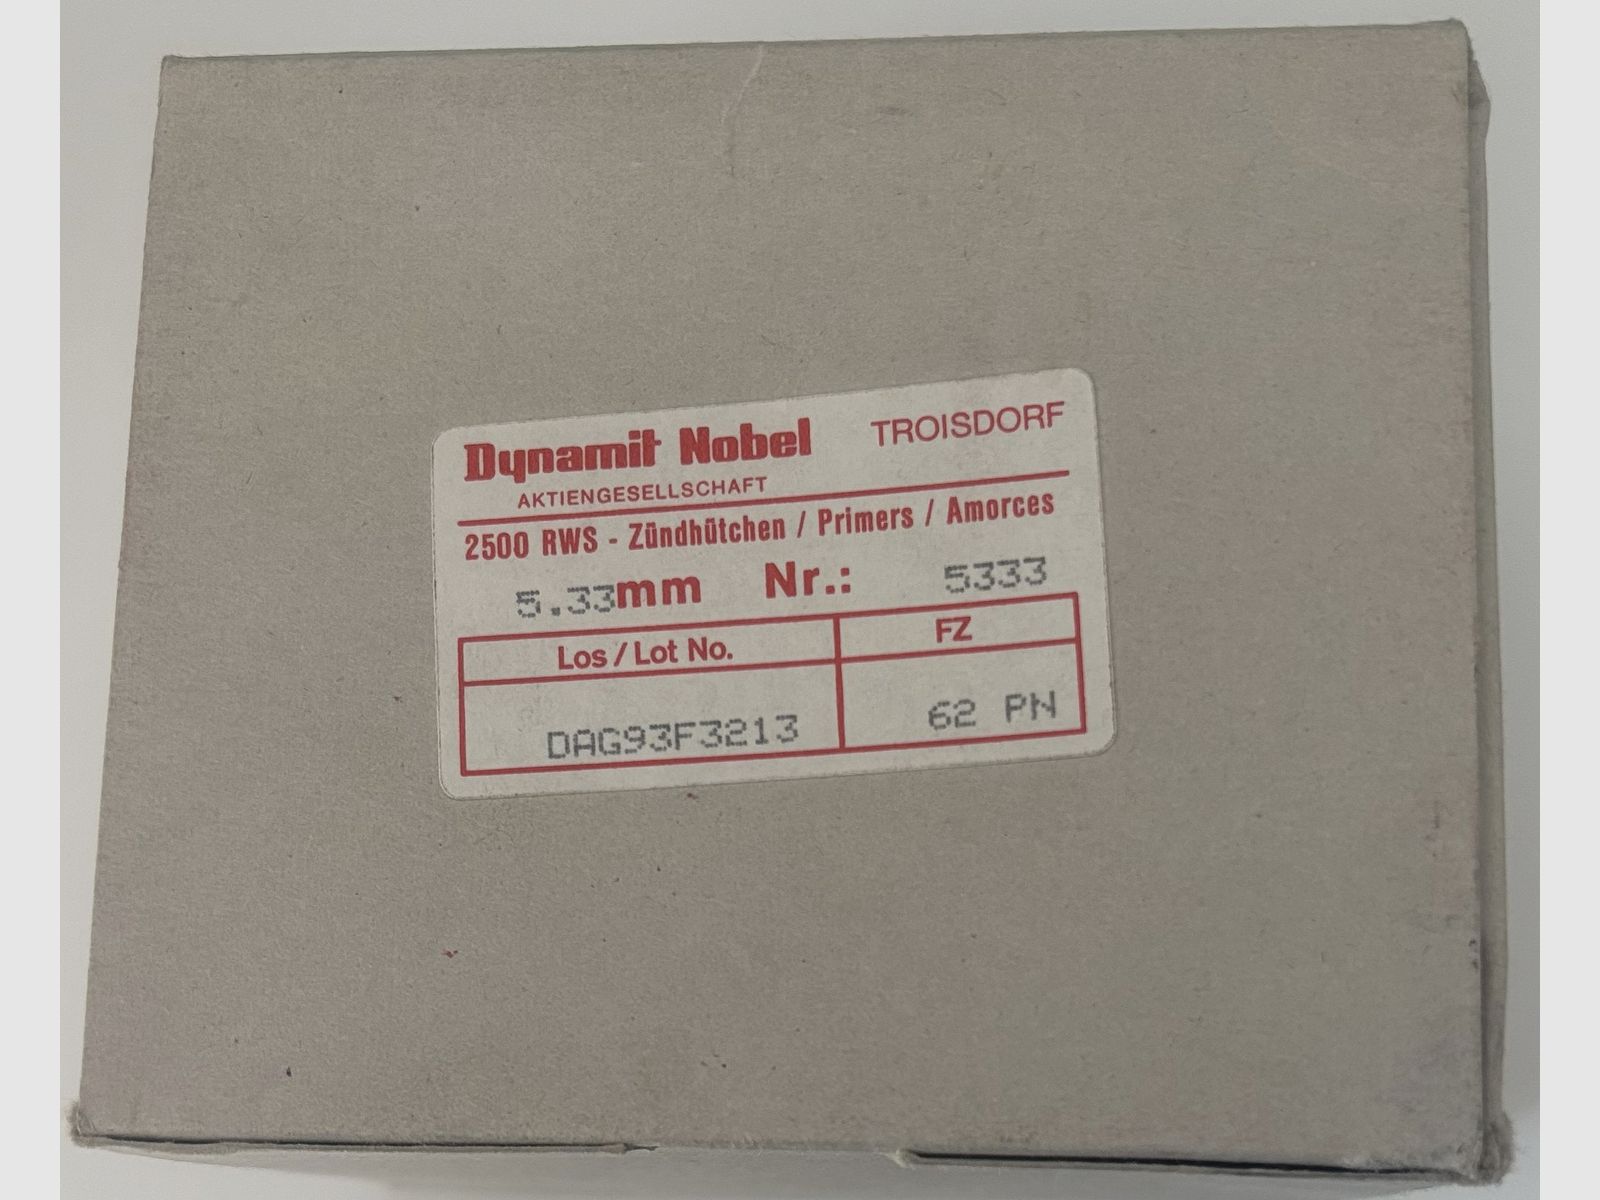 Dynamit Nobel TROISDORF
AKTIENGESELLSCHAFT
2500 RWS - Zündhütchen / Primers / Amorces
5.33mm Nr.: 5333
Los / Lot No. FZ
DAG93F3213 62 PN